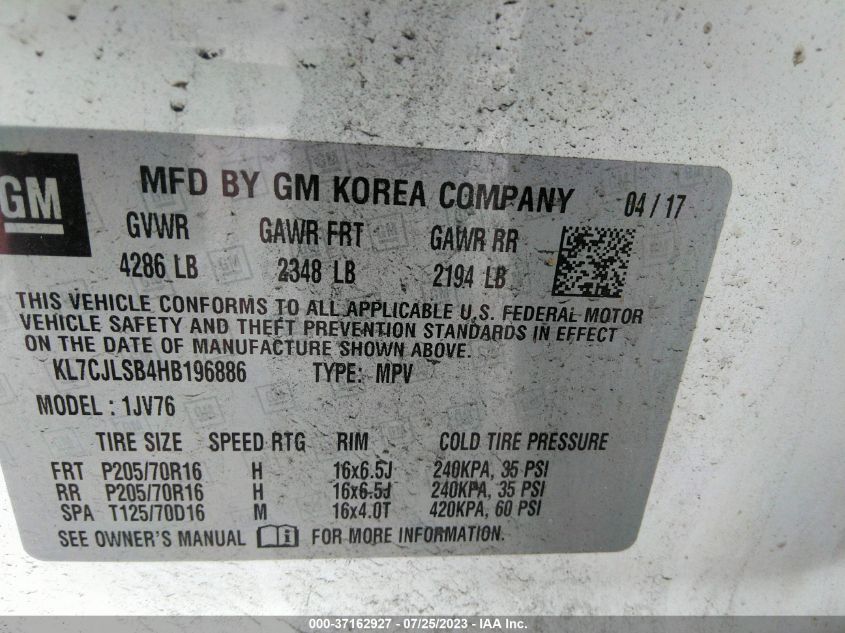 GM
MFD BY GM KOREA COMPANY 04 / 17
GVWR GAWR FRT GAWR RR
4286 LB 2348 LB 2194 LB
THIS VEHICLE CONFORMS TO ALL APPLICABLE U.S. FEDERAL MOTOR
VEHICLE SAFETY AND THEFT PREVENTION STANDARDS IN EFFECT
ON THE DATE OF MANUFACTURE SHOWN ABOVE.
KL7CJLSB4HB196886 TYPE: MPV
MODEL : 1JV76
TIRE SIZE SPEED RTG RIM COLD TIRE PRESSURE
FRT P205/70R16 H 16x6.5J 240KPA, 35 PSI
RR P205/70R16 H 16x6.5J 240KPA, 35 PSI
SPA T125/70D16 M 16x4.0T 420KPA, 60 PSI
SEE OWNER'S MANUAL i FOR MORE INFORMATION.
000-37162927 - 07/25/2023 - IAA Inc.